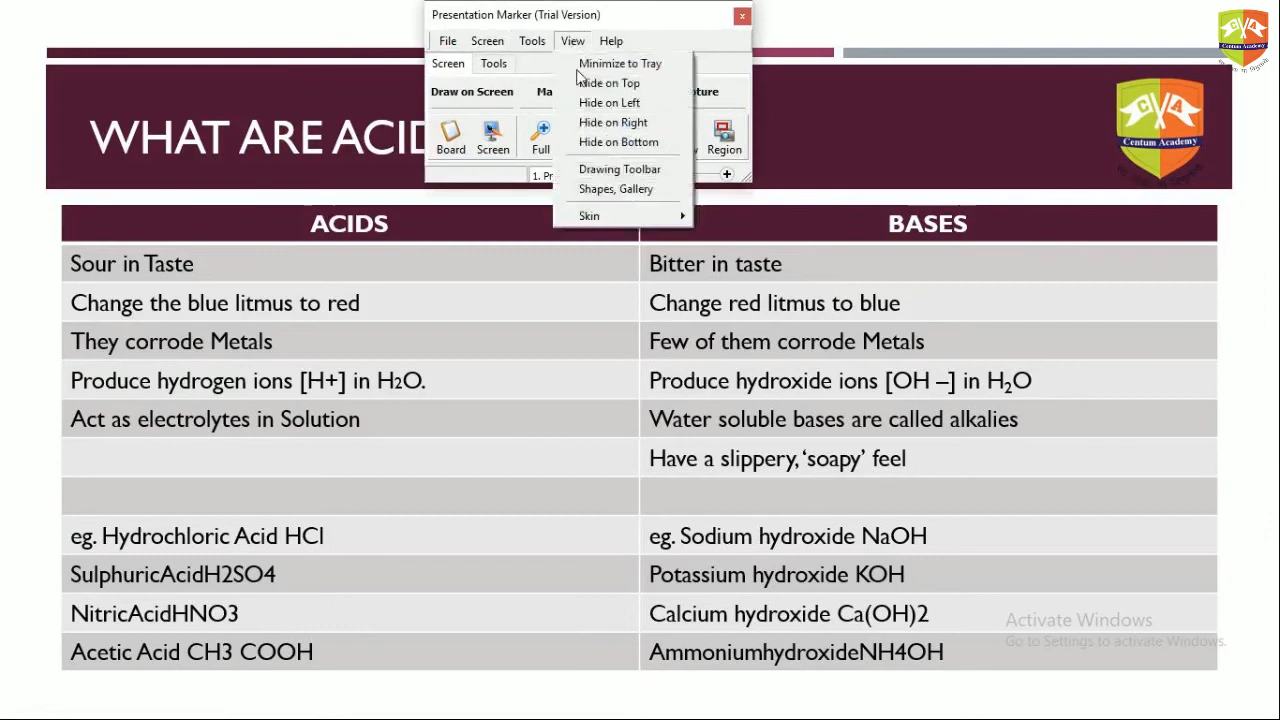 Presentation Marker (Trial Version)
File Screen Tools View Help
Screen Tools
Draw on Screen
Board Screen Full Region
Minimize to Tray
Hide on Top
Hide on Left
Hide on Right
Hide on Bottom
Drawing Toolbar
Shapes, Gallery
Skin
CA
Centum Academy
WHAT ARE
ACIDS BASES
Sour in Taste Bitter in taste
Change the blue litmus to red Change red litmus to blue
They corrode Metals Few of them corrode Metals
Produce hydrogen ions [H+] in H2O. Produce hydroxide ions [OH –] in H2O
Act as electrolytes in Solution Water soluble bases are called alkalies
Have a slippery, ‘soapy’ feel
eg. Hydrochloric Acid HCl eg. Sodium hydroxide NaOH
SulphuricAcidH2SO4 Potassium hydroxide KOH
NitricAcidHNO3 Calcium hydroxide Ca(OH)2
Acetic Acid CH3 COOH AmmoniumhydroxideNH4OH
Activate Windows
Go to Settings to activate Windows.